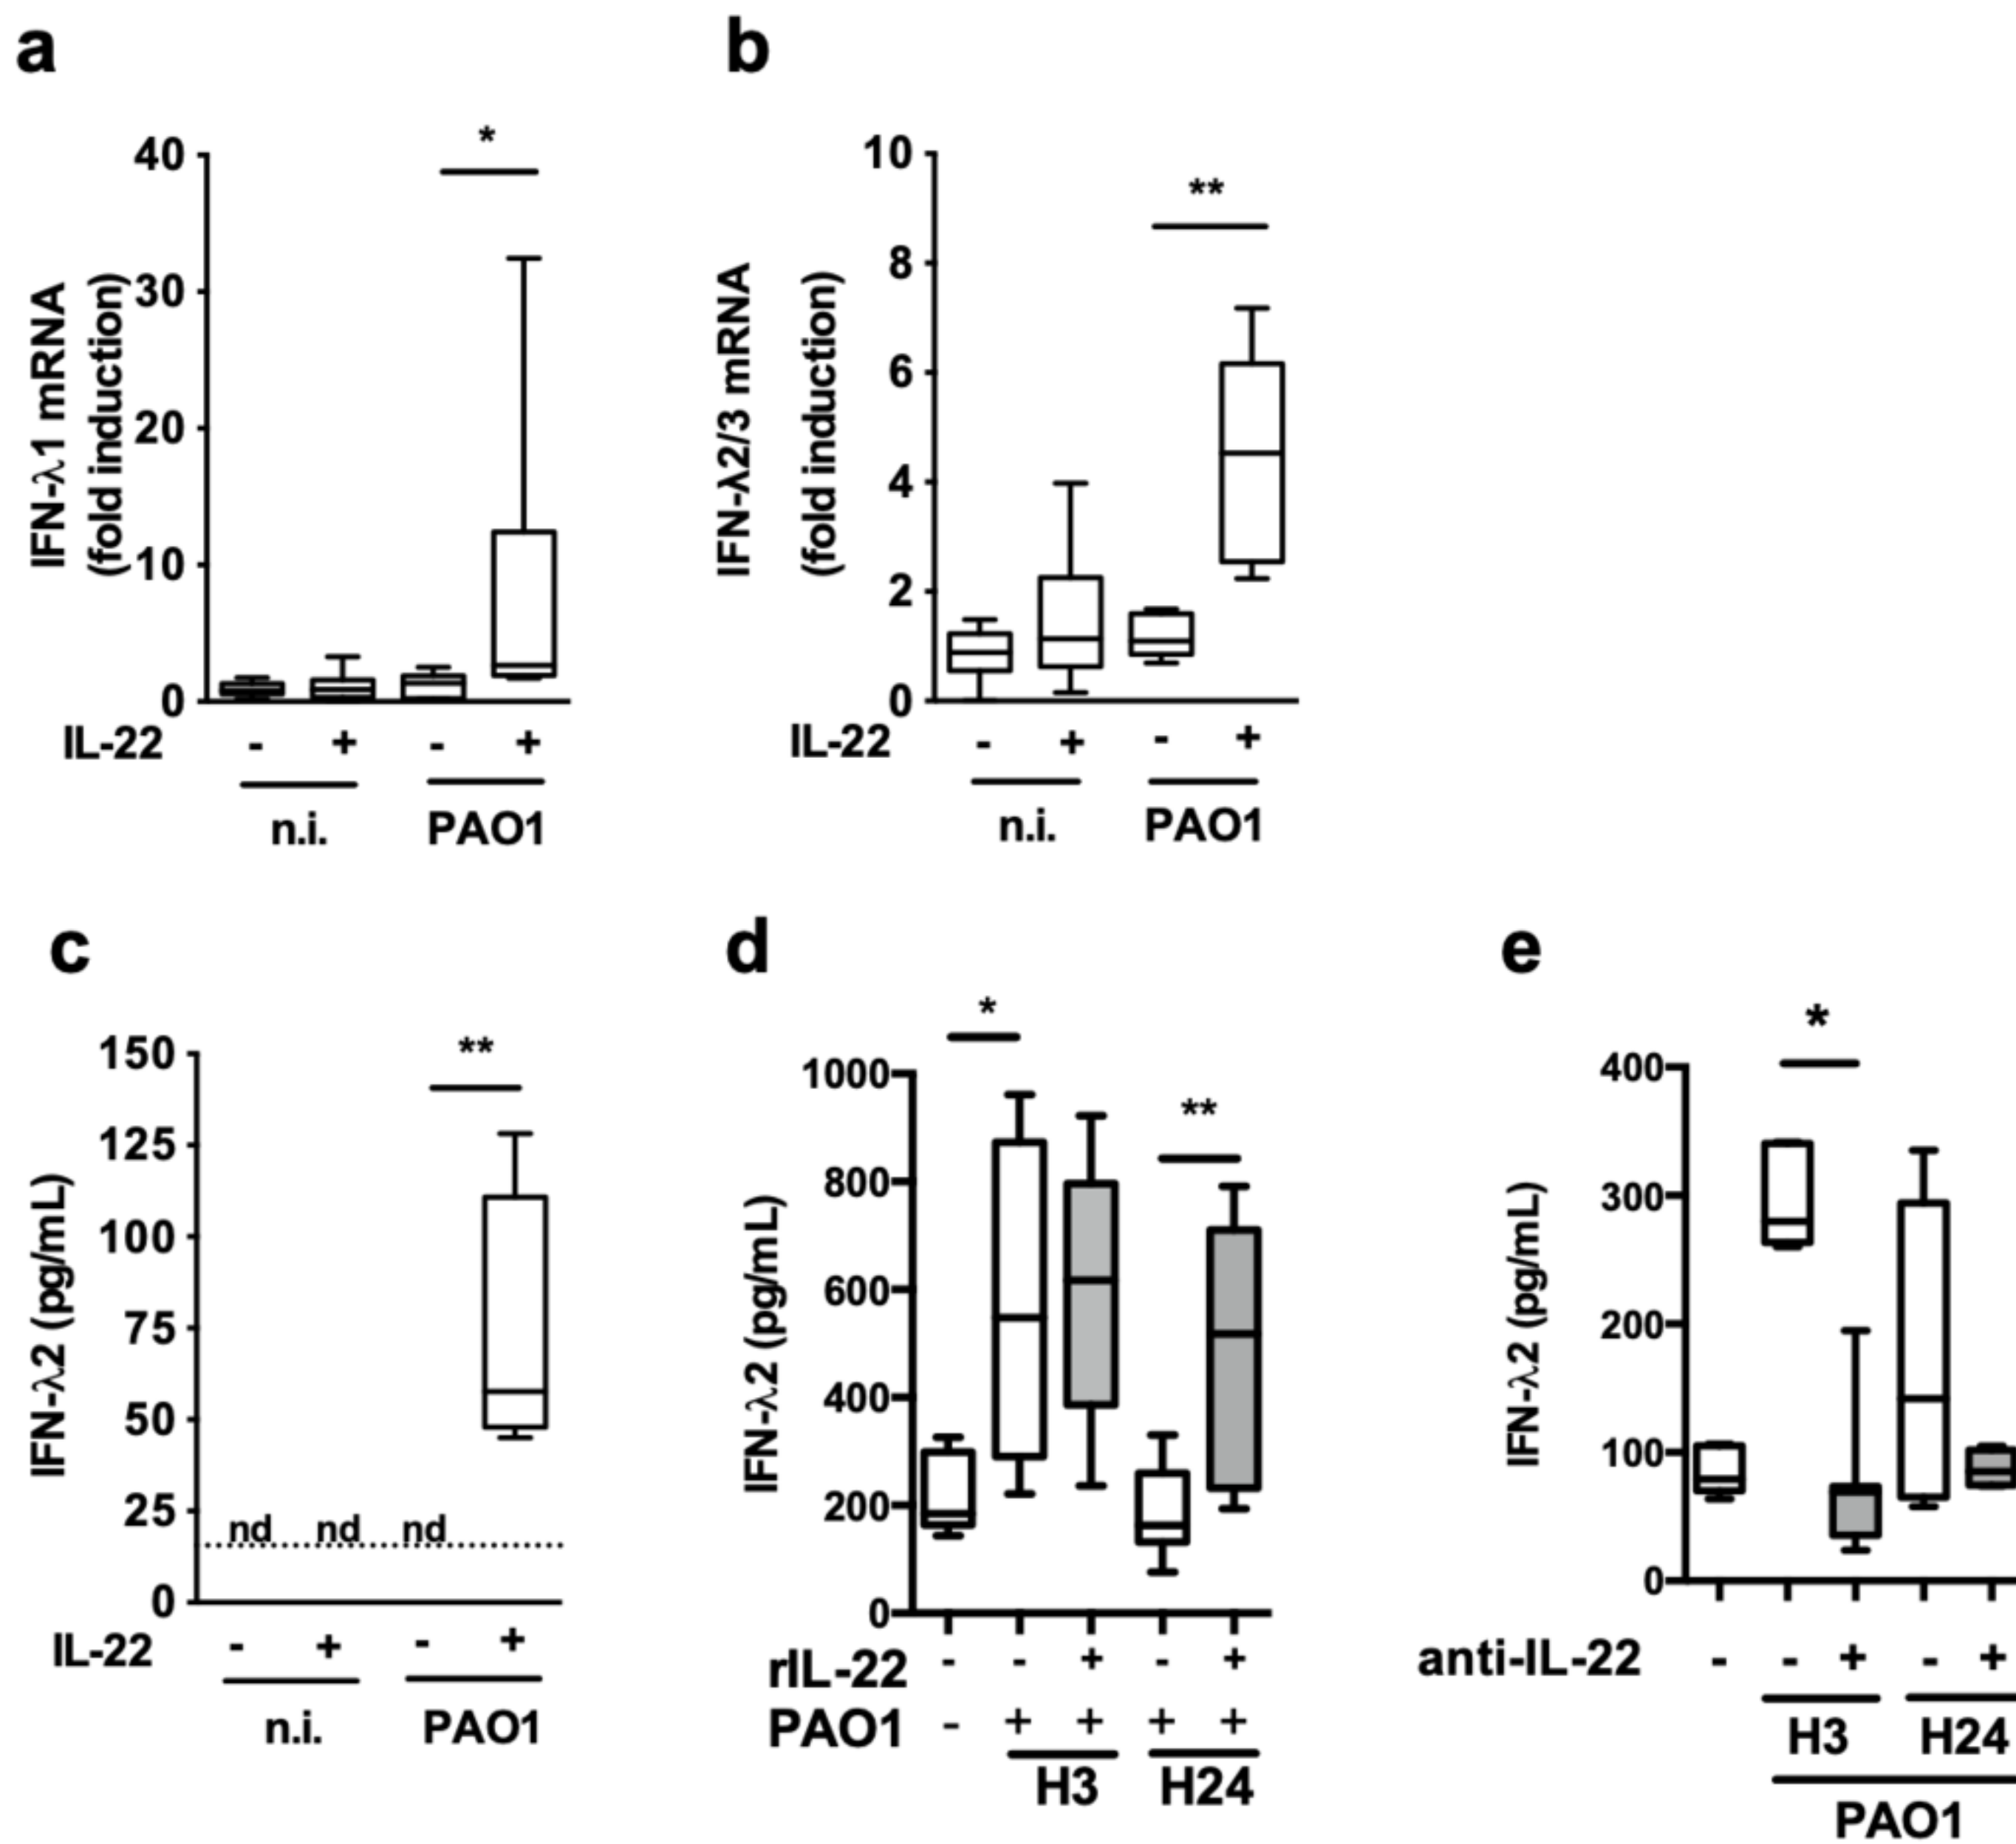 a
*
40
30
20
10
0
IFN-λ1 mRNA
(fold induction)
IL-22 - + - +
n.i. PAO1
b
**
10
8
6
4
2
0
IFN-λ2/3 mRNA
(fold induction)
IL-22 - + - +
n.i. PAO1
c
**
150
125
100
75
50
25
0
IFN-λ2 (pg/mL)
nd nd nd
IL-22 - + - +
n.i. PAO1
d
*
**
1000
800
600
400
200
0
IFN-λ2 (pg/mL)
rIL-22 - - + - +
PAO1 - + + + +
H3 H24
e
*
400
300
200
100
0
IFN-λ2 (pg/mL)
anti-IL-22 - - + - +
H3 H24
PAO1